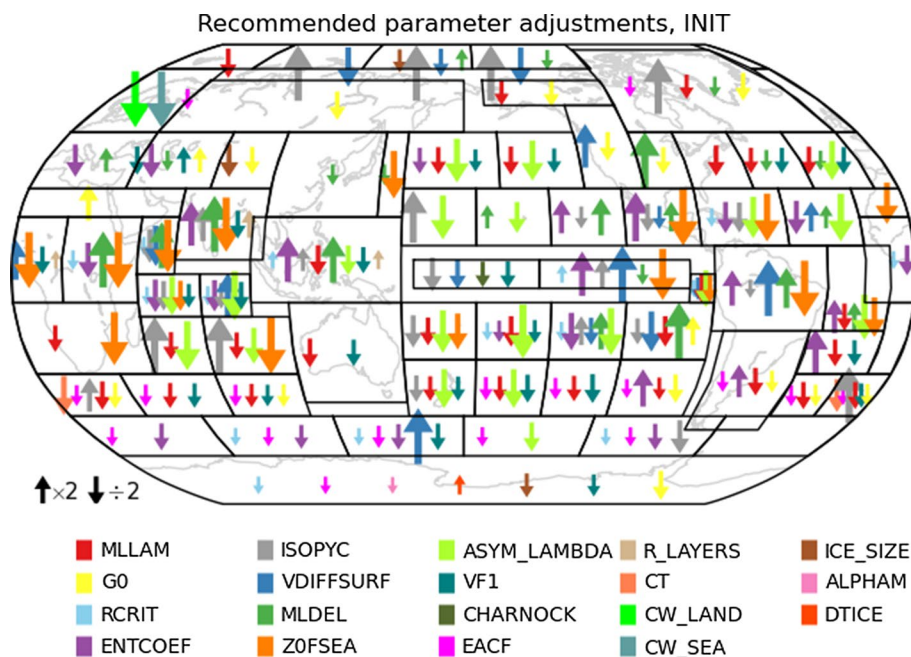 Recommended parameter adjustments, INIT
×2 ÷2
MLLAM ISOPYC ASYM_LAMBDA R_LAYERS ICE_SIZE
G0 VDIFFSURF VF1 CT ALPHAM
RCRIT MLDEL CHARNOCK CW_LAND DTICE
ENTCOEF Z0FSEA EACF CW_SEA